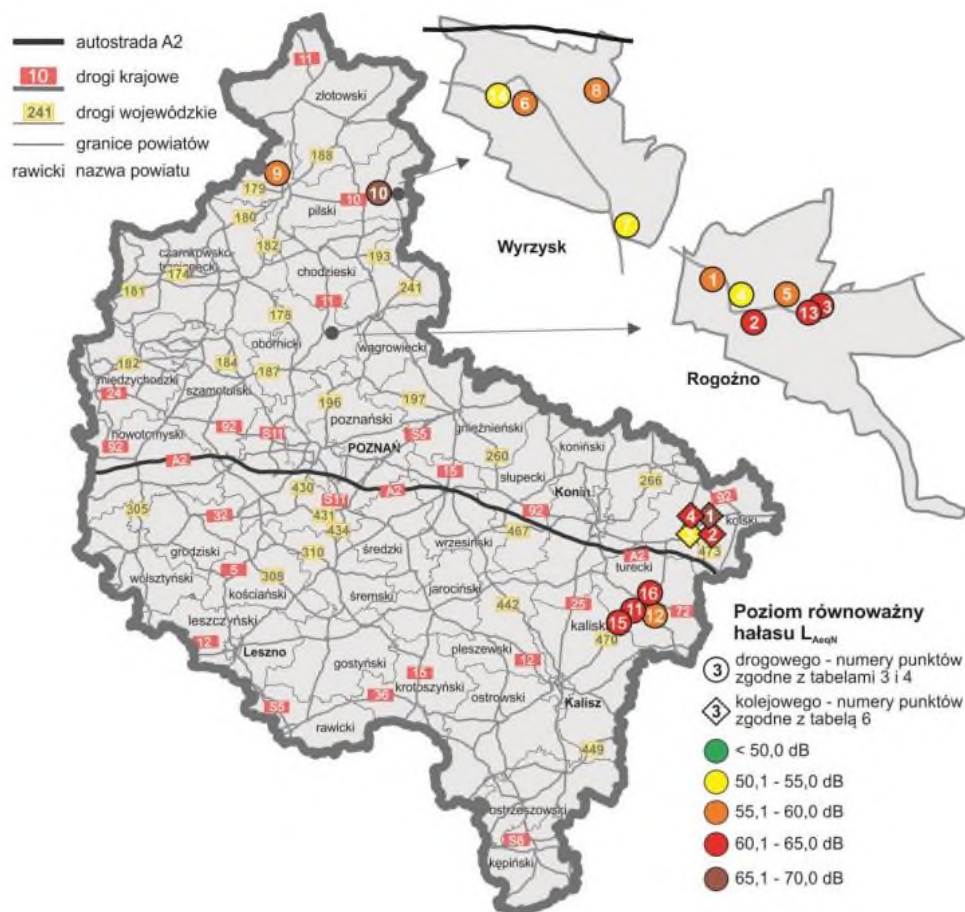 autostrada A2
10 drogi krajowe
241 drogi wojewódzkie
granice powiatów
rawicki nazwa powiatu
11
złotowski
188
9
179
10
10
pilski
180
182
czarnkowsko-
trzcianecki
174
193
chodzieski
181
241
11
178
obornicki
wągrowiecki
182
184
187
międzychodzki
szamotulski
24
196
197
poznański
gnieźnieński
nowotomyski
92
S11
92
POZNAŃ
S5
koniński
260
A2
15
słupecki
266
430
S11
A2
Konin
92
305
32
431
434
92
467
4
1
kolski
2
473
średzki
wrzesiński
grodziski
310
A2
turecki
wolsztyński
5
308
kościański
śremski
jarociński
442
25
16
11
12
72
15
kaliski
470
leszczyński
12
Leszno
gostyński
15
pleszewski
12
krotoszyński
36
ostrowski
Kalisz
S5
rawicki
449
ostrzeszowski
S8
kępiński
14
6
8
7
Wyrzysk
1
4
5
2
13
3
Rogoźno
Poziom równoważny
hałasu LAeqN
3 drogowego - numery punktów
zgodne z tabelami 3 i 4
3 kolejowego - numery punktów
zgodne z tabelą 6
< 50,0 dB
50,1 - 55,0 dB
55,1 - 60,0 dB
60,1 - 65,0 dB
65,1 - 70,0 dB